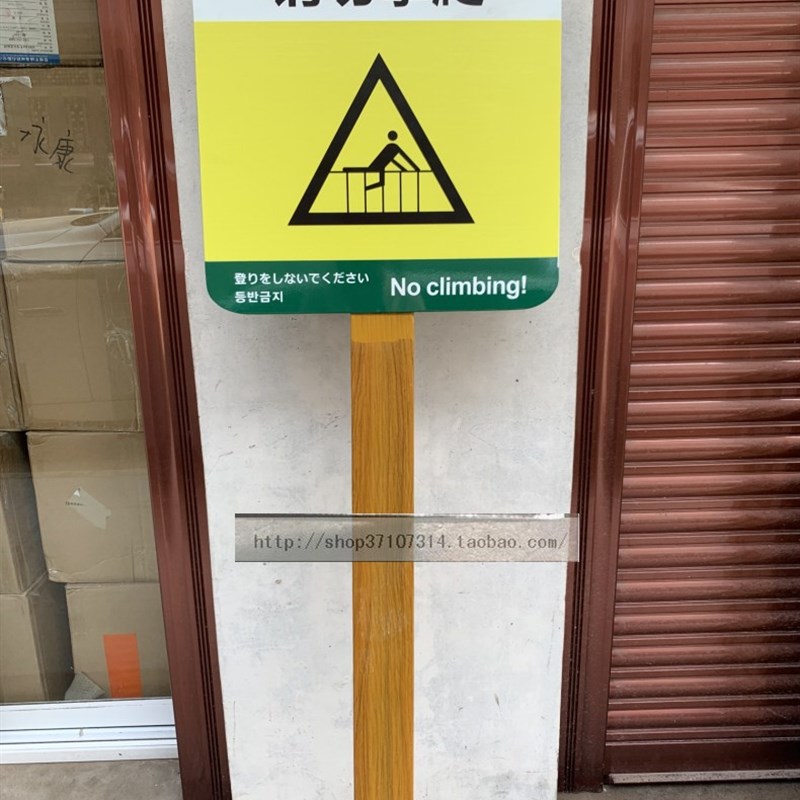 登りをしないでください
등반금지
No climbing!
http://shop37107314.taobao.com/